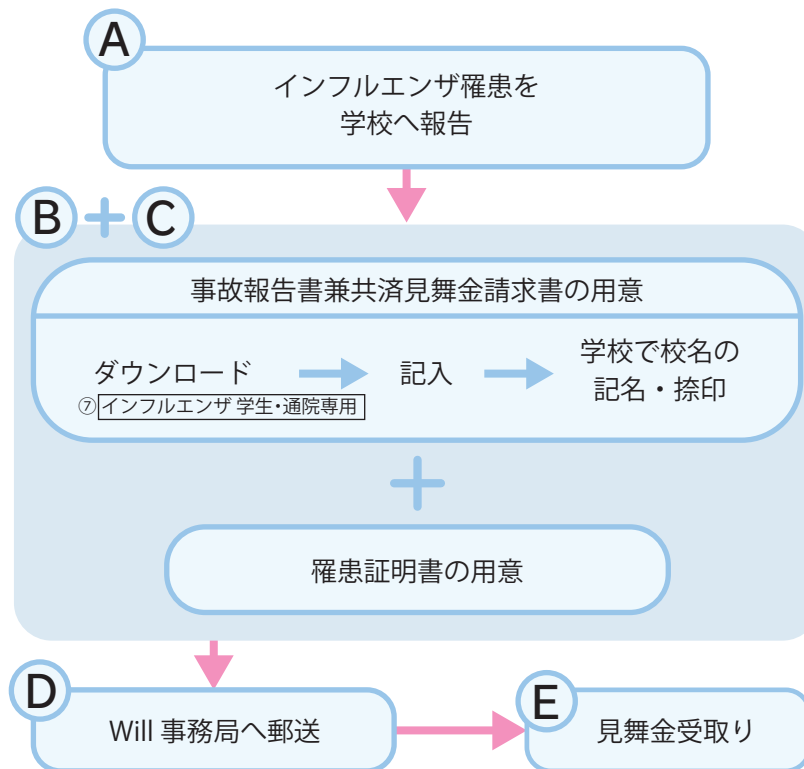 A
インフルエンザ罹患を
学校へ報告
B + C
事故報告書兼共済見舞金請求書の用意
ダウンロード
⑦インフルエンザ 学生・通院専用
記入
学校で校名の
記名・捺印
+
罹患証明書の用意
D
Will 事務局へ郵送
E
見舞金受取り